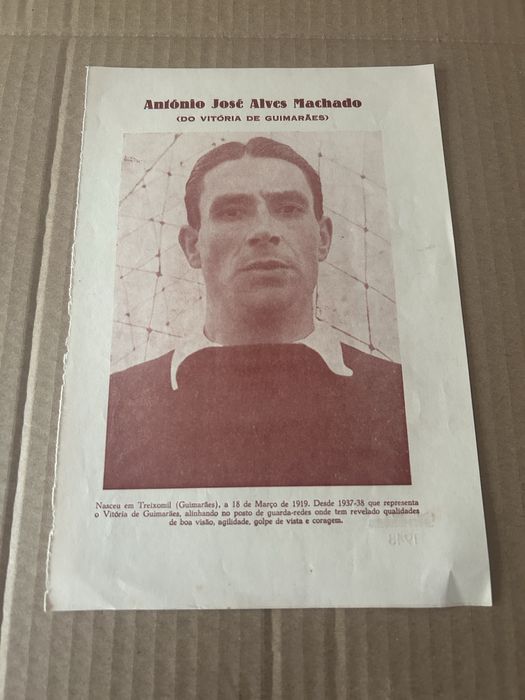 António José Alves Machado
(DO VITÓRIA DE GUIMARÃES)
Nasceu em Treixomil (Guimarães), a 18 de Março de 1919. Desde 1937-38 que representa
o Vitória de Guimarães, alinhando no posto de guarda-redes onde tem revelado qualidades
de boa visão, agilidade, golpe de vista e coragem.